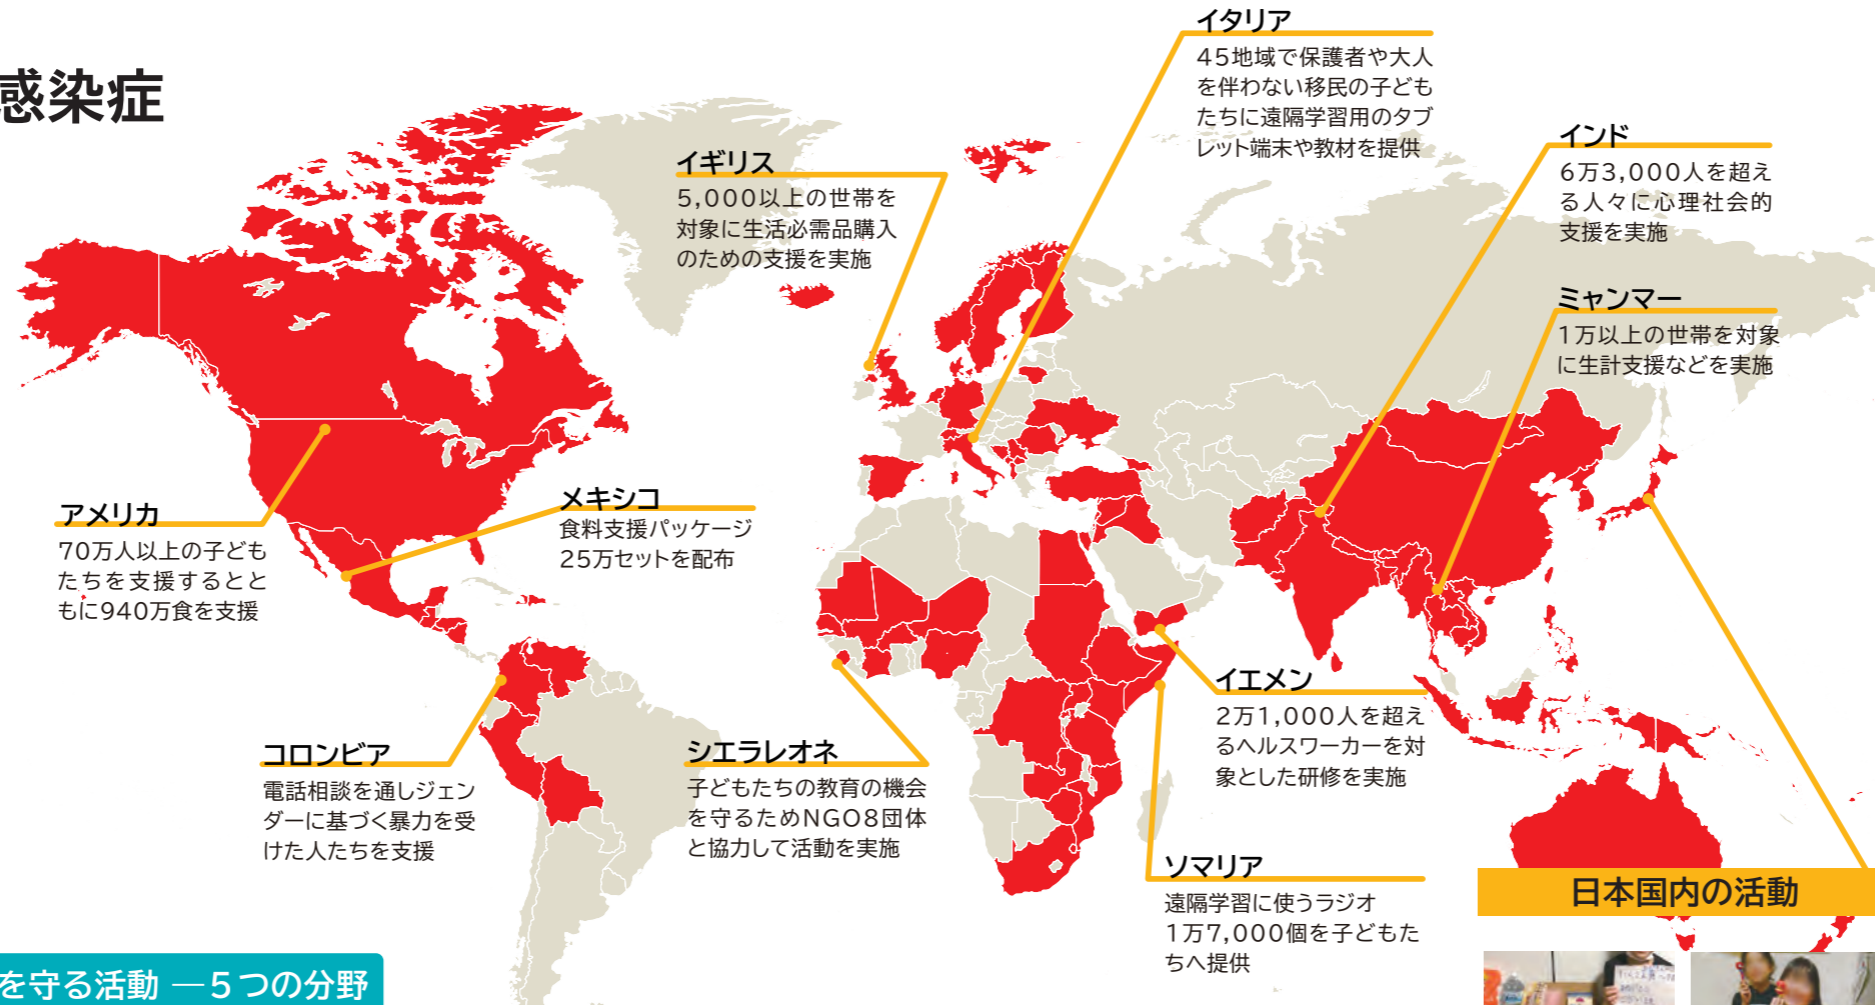 感染症
イタリア
45地域で保護者や大人
を伴わない移民の子ども
たちに遠隔学習用のタブ
レット端末や教材を提供
イギリス
5,000以上の世帯を
対象に生活必需品購入
のための支援を実施
インド
6万3,000人を超え
る人々に心理社会的
支援を実施
ミャンマー
1万以上の世帯を対象
に生計支援などを実施
アメリカ
70万人以上の子ども
たちを支援するとと
もに940万食を支援
メキシコ
食料支援パッケージ
25万セットを配布
コロンビア
電話相談を通しジェン
ダーに基づく暴力を受
けた人たちを支援
シエラレオネ
子どもたちの教育の機会
を守るためNGO8団体
と協力して活動を実施
イエメン
2万1,000人を超え
るヘルスワーカーを対
象とした研修を実施
ソマリア
遠隔学習に使うラジオ
1万7,000個を子どもた
ちへ提供
日本国内の活動
を守る活動 ―5つの分野